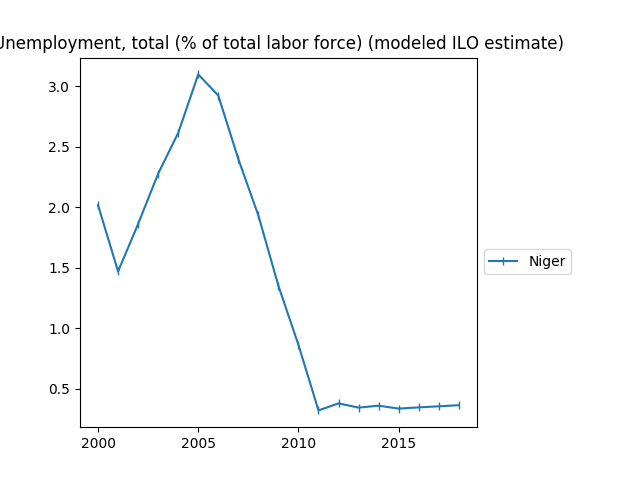 Unemployment, total (% of total labor force) (modeled ILO estimate)
3.0
2.5
2.0
1.5
1.0
0.5
2000 2005 2010 2015
Niger